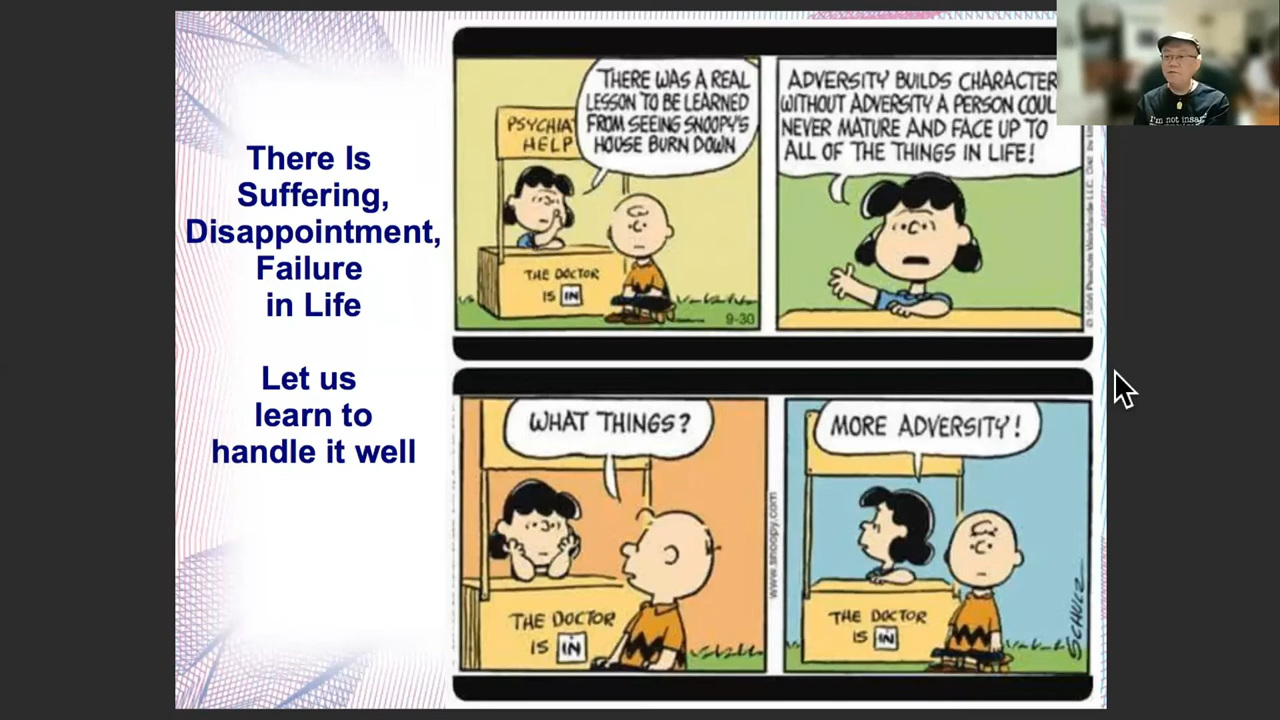 There Is
Suffering,
Disappointment,
Failure
in Life
Let us
learn to
handle it well
THERE WAS A REAL
LESSON TO BE LEARNED
FROM SEEING SNOOPY'S
HOUSE BURN DOWN
PSYCHIA
HELP
THE DOCTOR
IS IN
9-30
ADVERSITY BUILDS CHARACTER
WITHOUT ADVERSITY A PERSON COUL
NEVER MATURE AND FACE UP TO
ALL OF THE THINGS IN LIFE!
WHAT THINGS?
THE DOCTOR
IS IN
www.snoopy.com
MORE ADVERSITY!
THE DOCTOR
IS IN
SCHULZ
I'm not insa